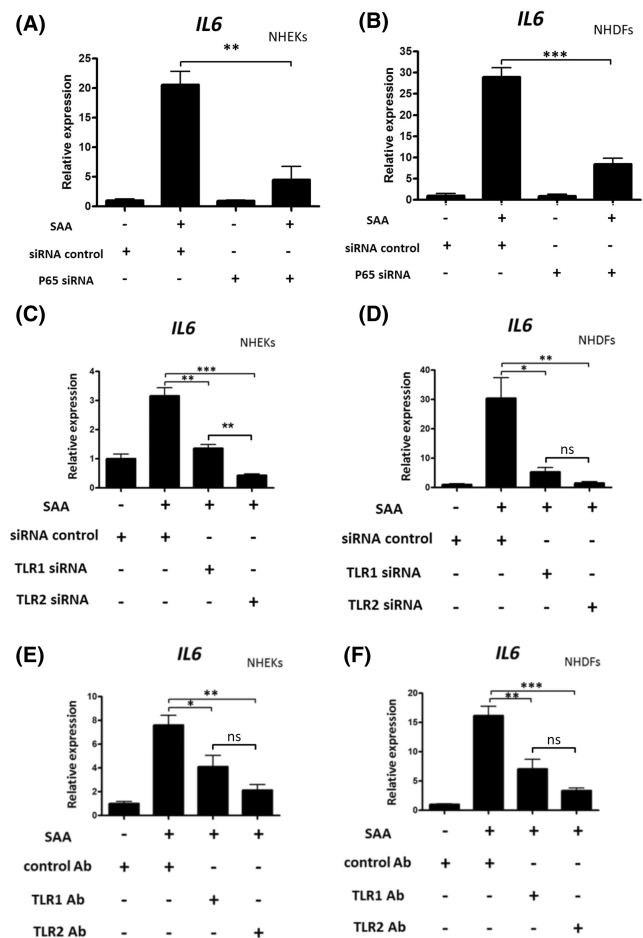 (A)
IL6
NHEKs
**
Relative expression
25
20
15
10
5
0
SAA - + - +
siRNA control + + - -
P65 siRNA - - + +
(B)
IL6
NHDFs
***
Relative expression
35
30
25
20
15
10
5
0
SAA - + - +
siRNA control + + - -
P65 siRNA - - + +
(C)
IL6
NHEKs
***
**
**
Relative expression
4
3
2
1
0
SAA - + + +
siRNA control + + - -
TLR1 siRNA - - + -
TLR2 siRNA - - - +
(D)
IL6
NHDFs
**
*
ns
Relative expression
40
30
20
10
0
SAA - + + +
siRNA control + + - -
TLR1 siRNA - - + -
TLR2 siRNA - - - +
(E)
IL6
NHEKs
**
*
ns
Relative expression
8
6
4
2
0
SAA - + + +
control Ab + + - -
TLR1 Ab - - + -
TLR2 Ab - - - +
(F)
IL6
NHDFs
***
**
ns
Relative expression
20
15
10
5
0
SAA - + + +
control Ab + + - -
TLR1 Ab - - + -
TLR2 Ab - - - +